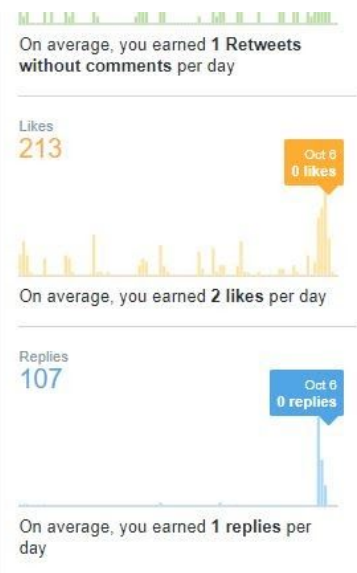 On average, you earned 1 Retweets
without comments per day
Likes
213
Oct 6
0 likes
On average, you earned 2 likes per day
Replies
107
Oct 6
0 replies
On average, you earned 1 replies per
day